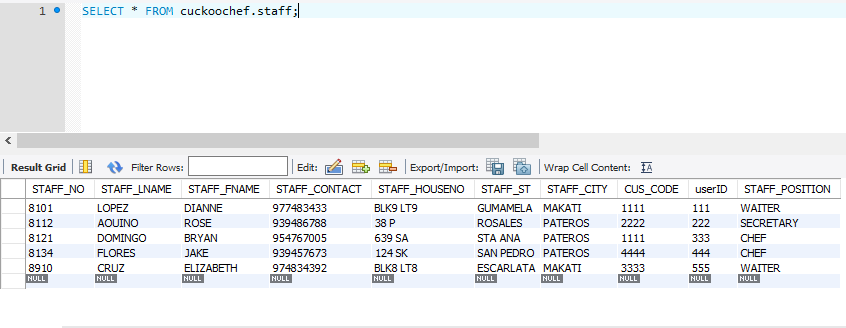 1 SELECT * FROM cuckoochef.staff;
Result Grid Filter Rows: Edit: Export/Import: Wrap Cell Content: IA
STAFF_NO STAFF_LNAME STAFF_FNAME STAFF_CONTACT STAFF_HOUSENO STAFF_ST STAFF_CITY CUS_CODE userID STAFF_POSITION
8101 LOPEZ DIANNE 977483433 BLK9 LT9 GUMAMELA MAKATI 1111 111 WAITER
8112 AOUINO ROSE 939486788 38 P ROSALES PATEROS 2222 222 SECRETARY
8121 DOMINGO BRYAN 954767005 639 SA STA ANA PATEROS 1111 333 CHEF
8134 FLORES JAKE 939457673 124 SK SAN PEDRO PATEROS 4444 444 CHEF
8910 CRUZ ELIZABETH 974834392 BLK8 LT8 ESCARLATA MAKATI 3333 555 WAITER
NULL NULL NULL NULL NULL NULL NULL NULL NULL NULL